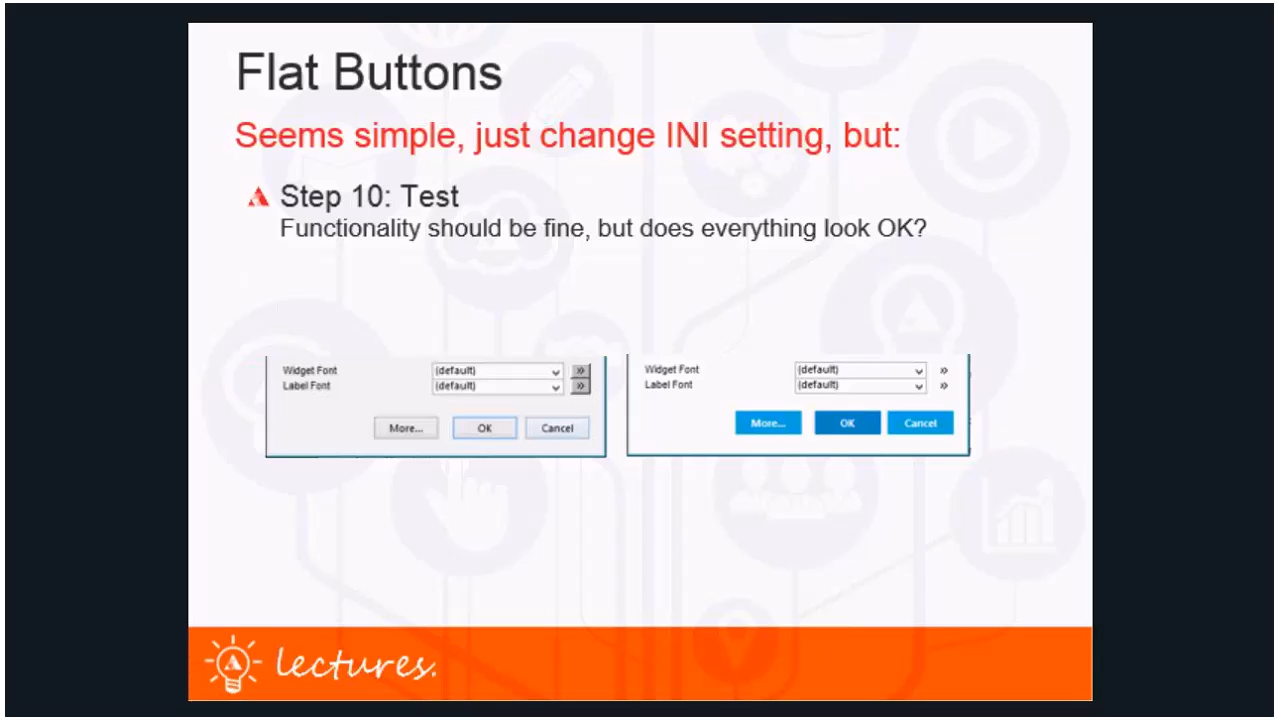 Flat Buttons
Seems simple, just change INI setting, but:
Step 10: Test
Functionality should be fine, but does everything look OK?
Widget Font (default) »
Label Font (default) »
More... OK Cancel
Widget Font (default) »
Label Font (default) »
More... OK Cancel
lectures.